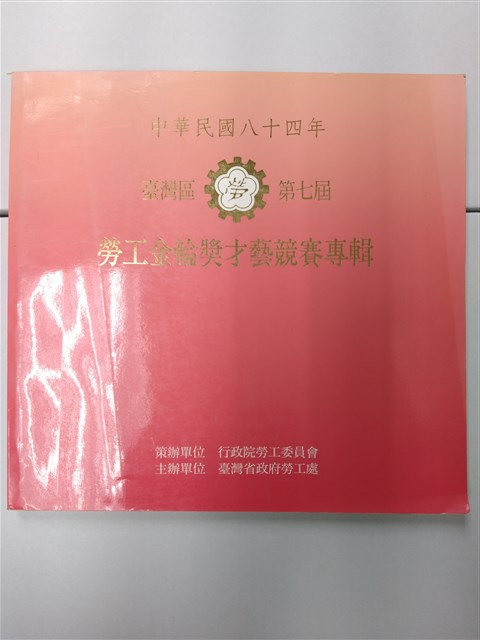 中華民國八十四年
臺灣區 勞 第七屆
勞工金輪獎才藝競賽專輯
策辦單位 行政院勞工委員會
主辦單位 臺灣省政府勞工處